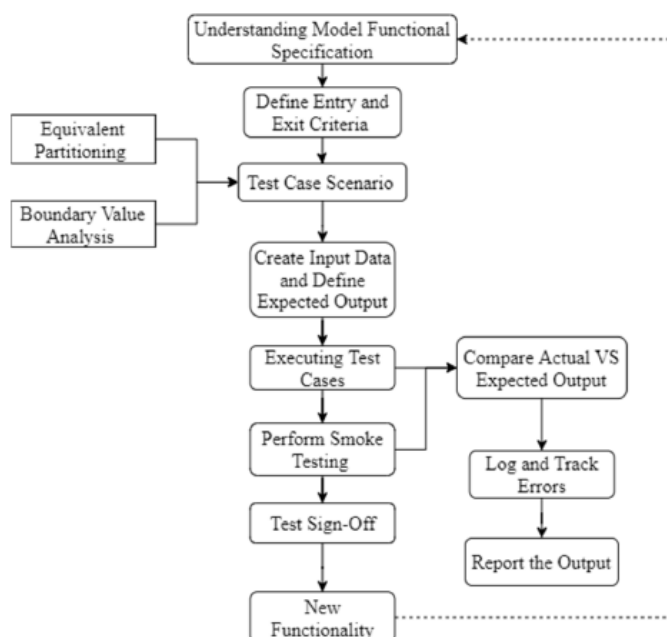 Understanding Model Functional
Specification
Define Entry and
Exit Criteria
Equivalent
Partitioning
Test Case Scenario
Boundary Value
Analysis
Create Input Data
and Define
Expected Output
Executing Test
Cases
Compare Actual VS
Expected Output
Perform Smoke
Testing
Log and Track
Errors
Test Sign-Off
Report the Output
New
Functionality